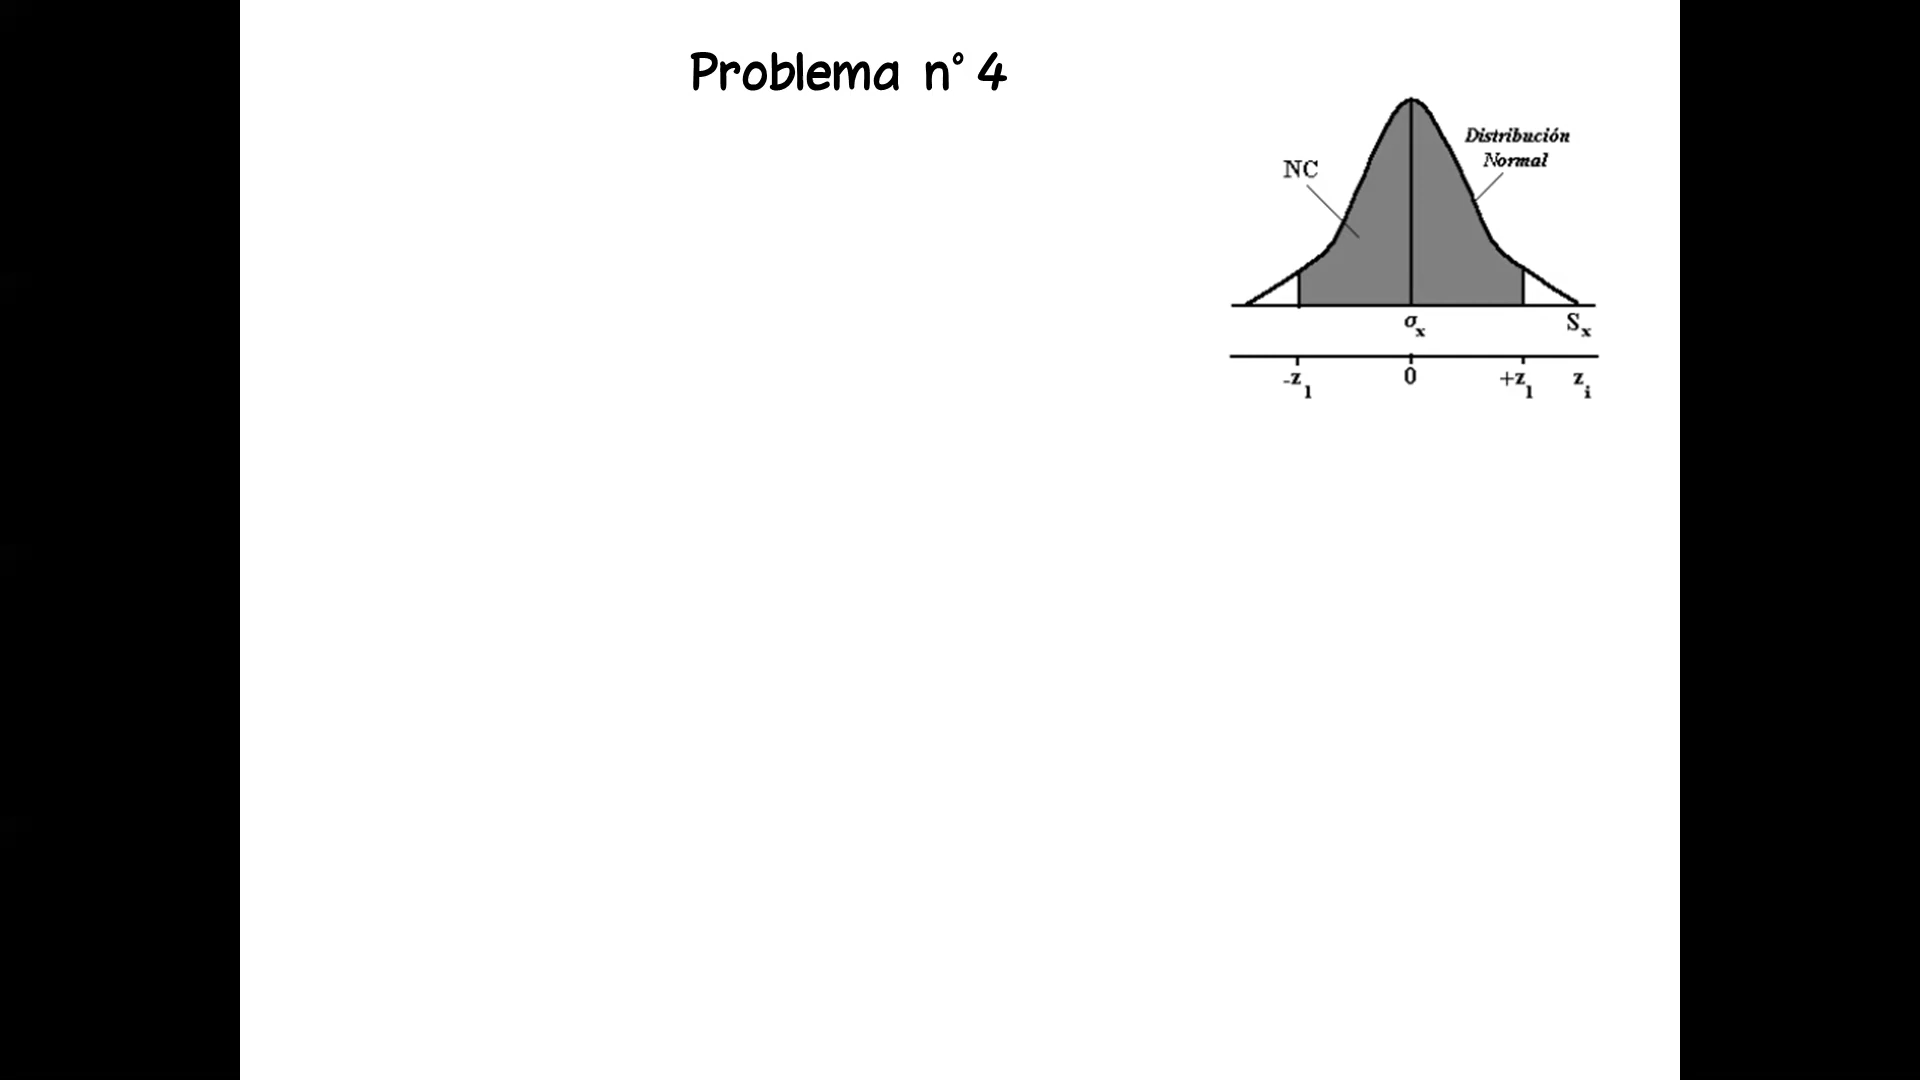 Problema n° 4
Distribución
Normal
NC
σx
Sx
-z1
0
+z1
zi